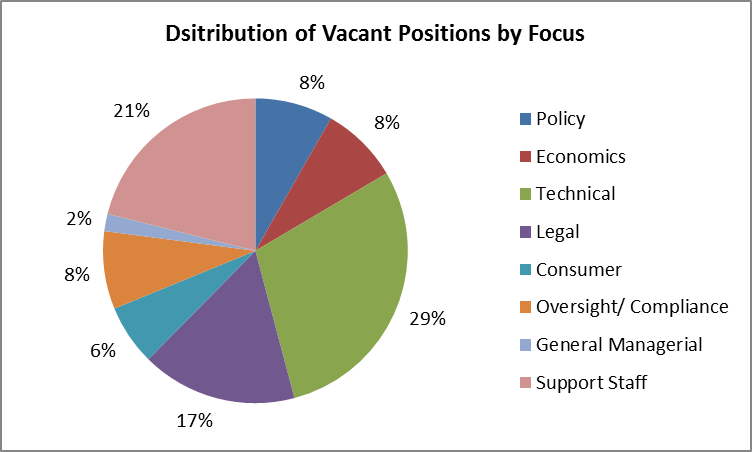 Dsitribution of Vacant Positions by Focus
8%
8%
29%
17%
6%
8%
2%
21%
Policy
Economics
Technical
Legal
Consumer
Oversight/ Compliance
General Managerial
Support Staff